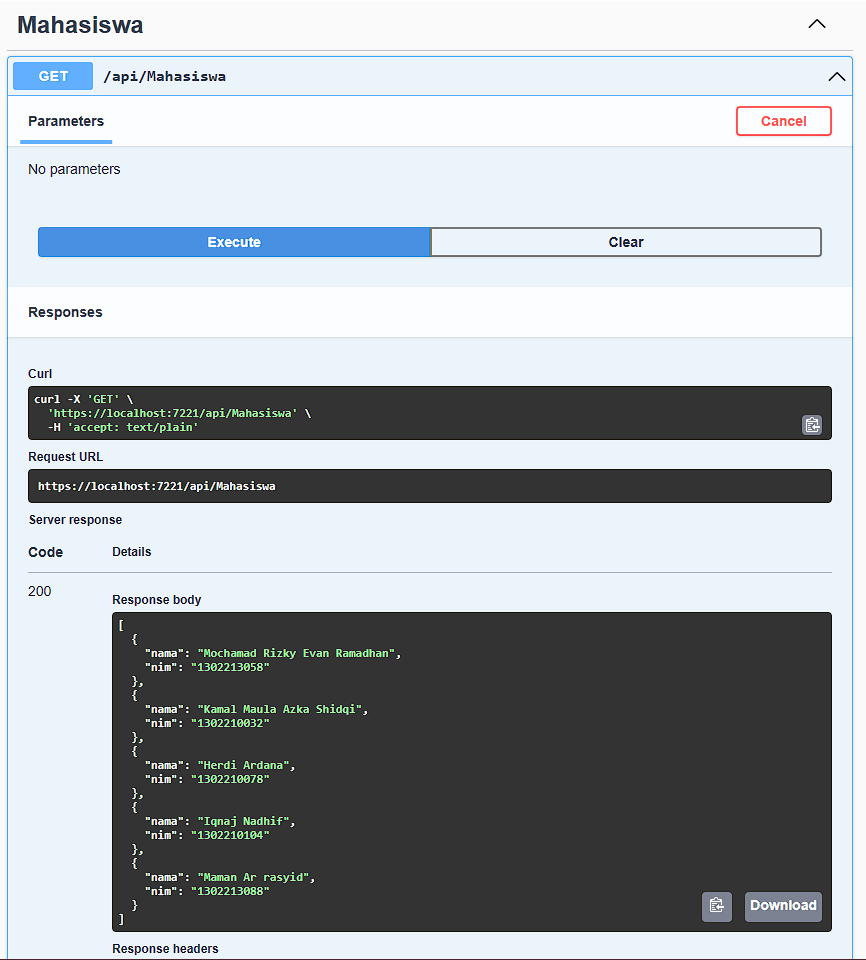 Mahasiswa
GET /api/Mahasiswa
Parameters
Cancel
No parameters
Execute
Clear
Responses
Curl
curl -X 'GET' \
  'https://localhost:7221/api/Mahasiswa' \
  -H 'accept: text/plain'
Request URL
https://localhost:7221/api/Mahasiswa
Server response
Code Details
200
Response body
[
  {
    "nama": "Mochamad Rizky Evan Ramadhan",
    "nim": "1302213058"
  },
  {
    "nama": "Kamal Maula Azka Shidqi",
    "nim": "1302210032"
  },
  {
    "nama": "Herdi Ardana",
    "nim": "1302210078"
  },
  {
    "nama": "Iqnaj Nadhif",
    "nim": "1302210104"
  },
  {
    "nama": "Maman Ar rasyid",
    "nim": "1302213088"
  }
]
Download
Response headers